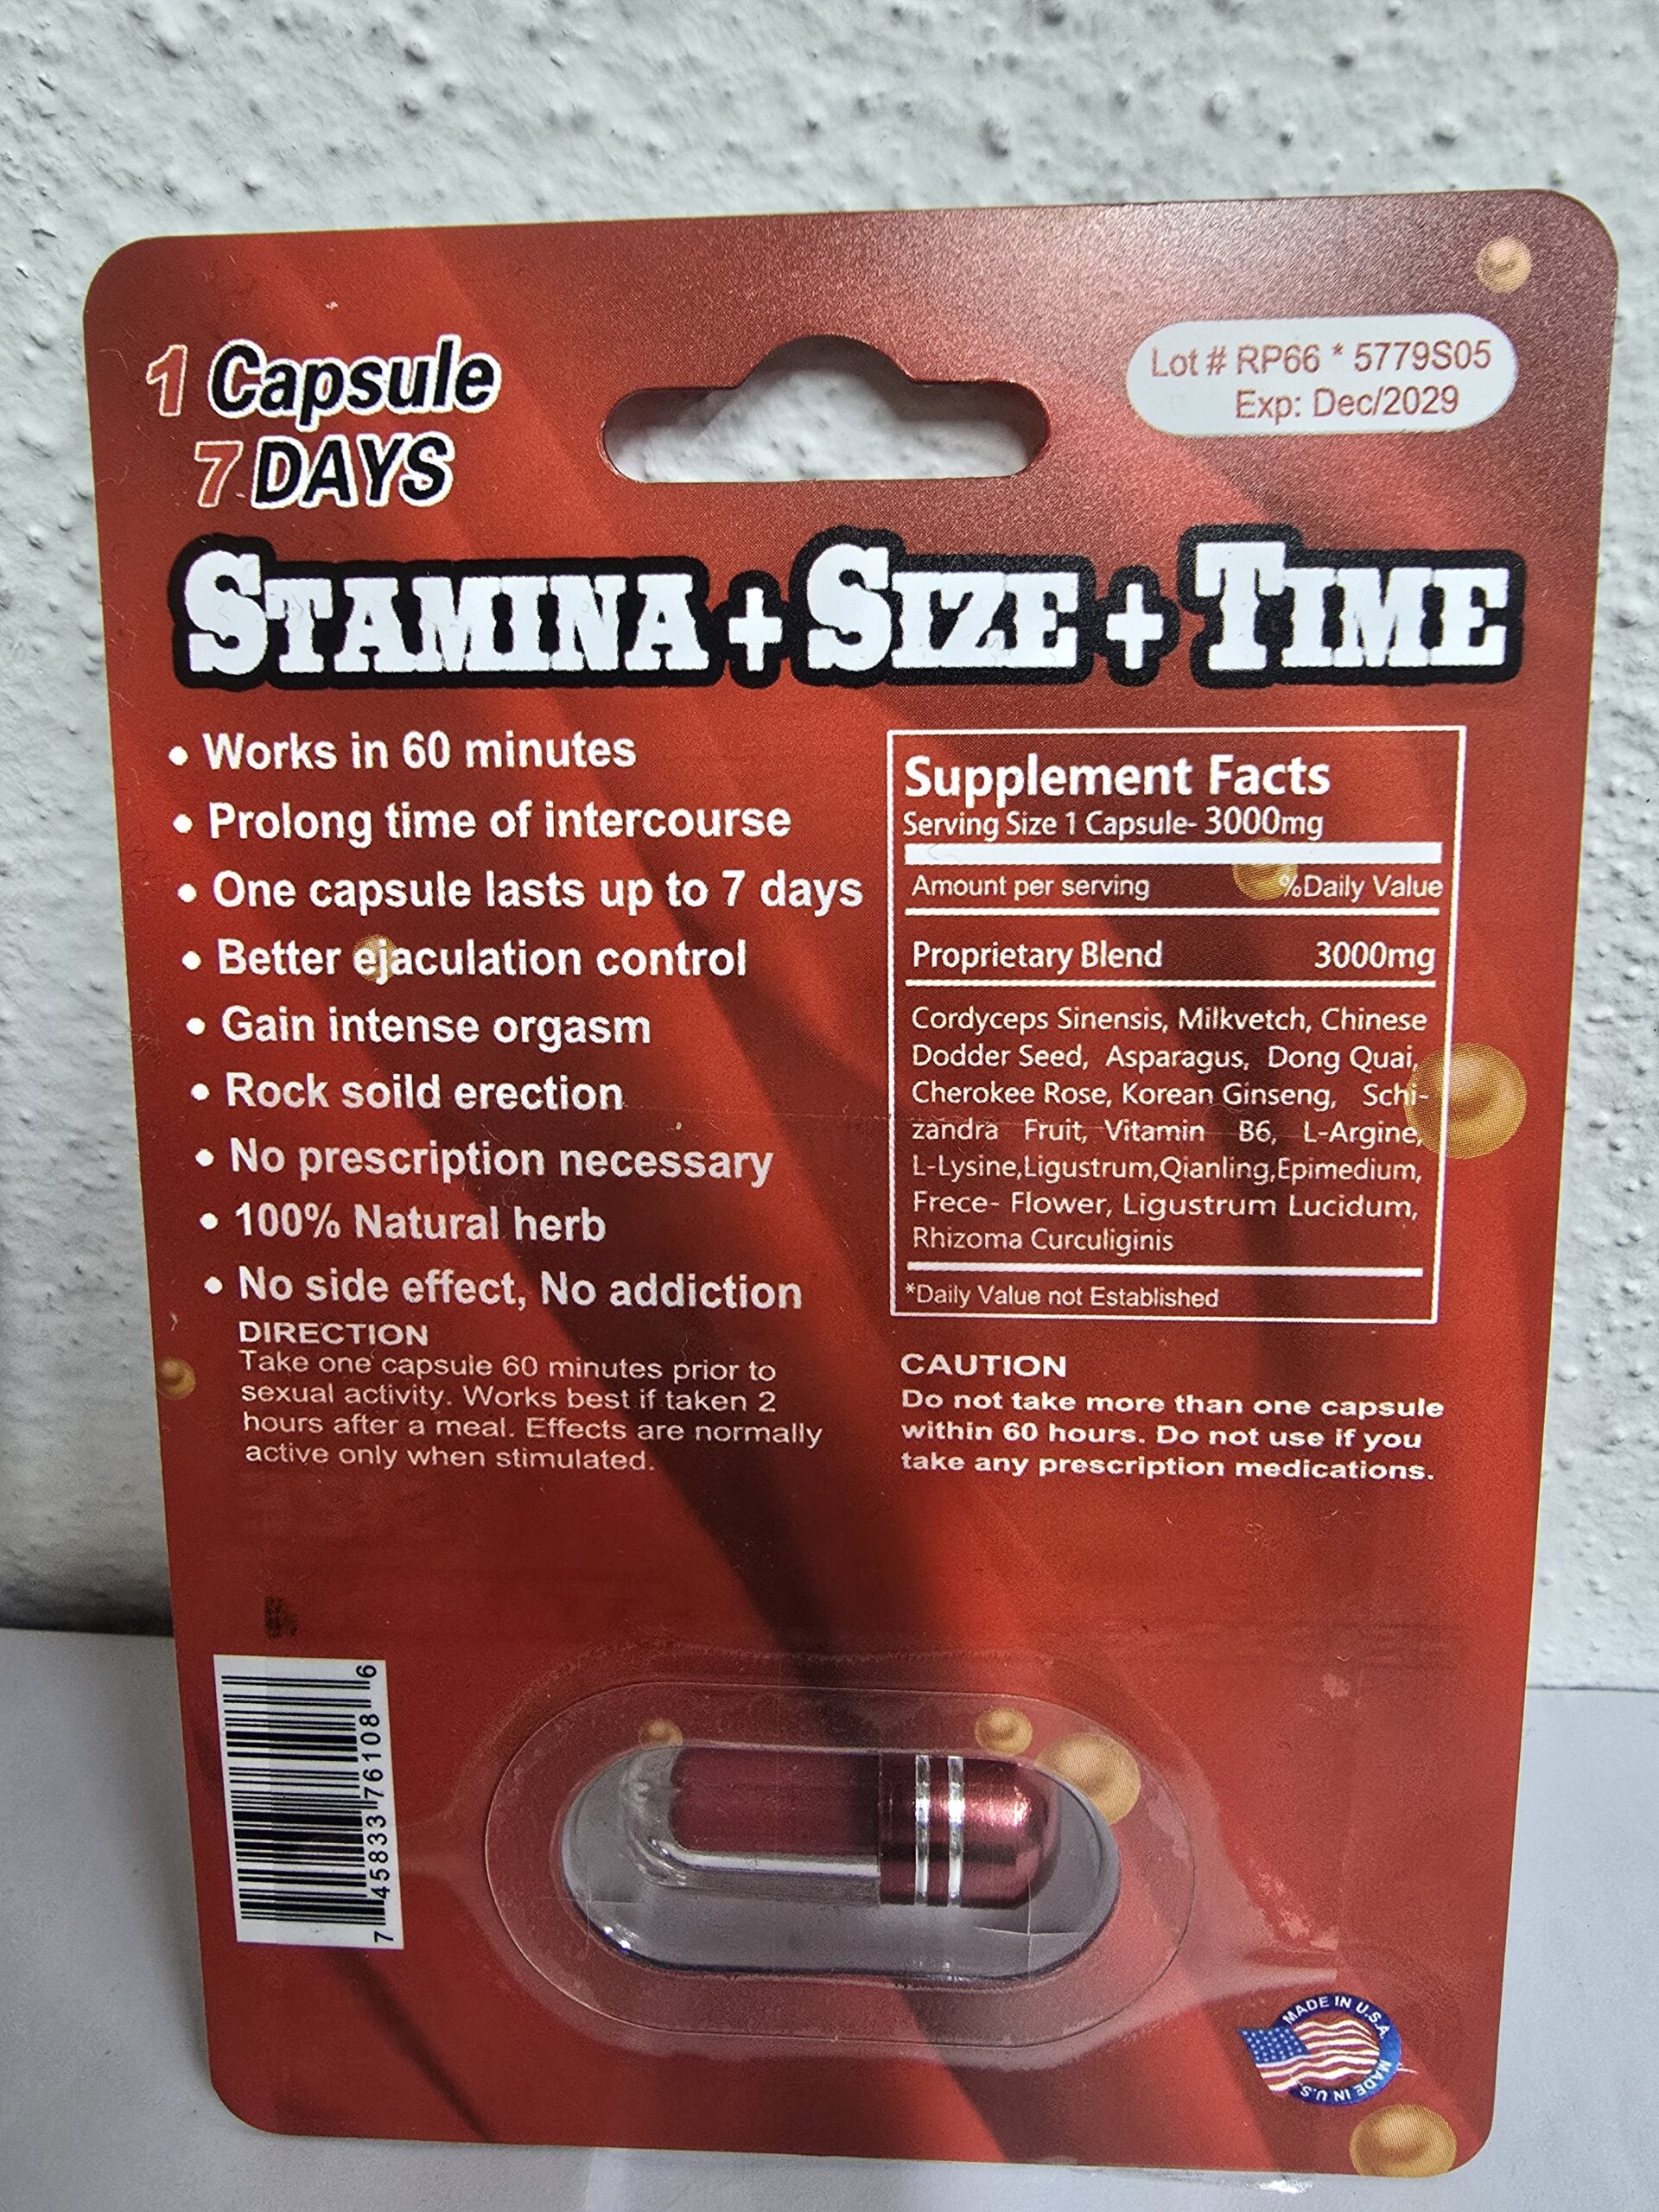 1 Capsule
7 DAYS
Lot # RP66 * 5779S05
Exp: Dec/2029
STAMINA + SIZE + TIME
• Works in 60 minutes
• Prolong time of intercourse
• One capsule lasts up to 7 days
• Better ejaculation control
• Gain intense orgasm
• Rock soild erection
• No prescription necessary
• 100% Natural herb
• No side effect, No addiction
DIRECTION
Take one capsule 60 minutes prior to
sexual activity. Works best if taken 2
hours after a meal. Effects are normally
active only when stimulated.
Supplement Facts
Serving Size 1 Capsule- 3000mg
Amount per serving %Daily Value
Proprietary Blend 3000mg
Cordyceps Sinensis, Milkvetch, Chinese
Dodder Seed, Asparagus, Dong Quai,
Cherokee Rose, Korean Ginseng, Schi-
zandra Fruit, Vitamin B6, L-Argine,
L-Lysine,Ligustrum,Qianling,Epimedium,
Frece- Flower, Ligustrum Lucidum,
Rhizoma Curculiginis
*Daily Value not Established
CAUTION
Do not take more than one capsule
within 60 hours. Do not use if you
take any prescription medications.
7 45833 76108 6
MADE IN U.S.A.
MADE IN U.S.